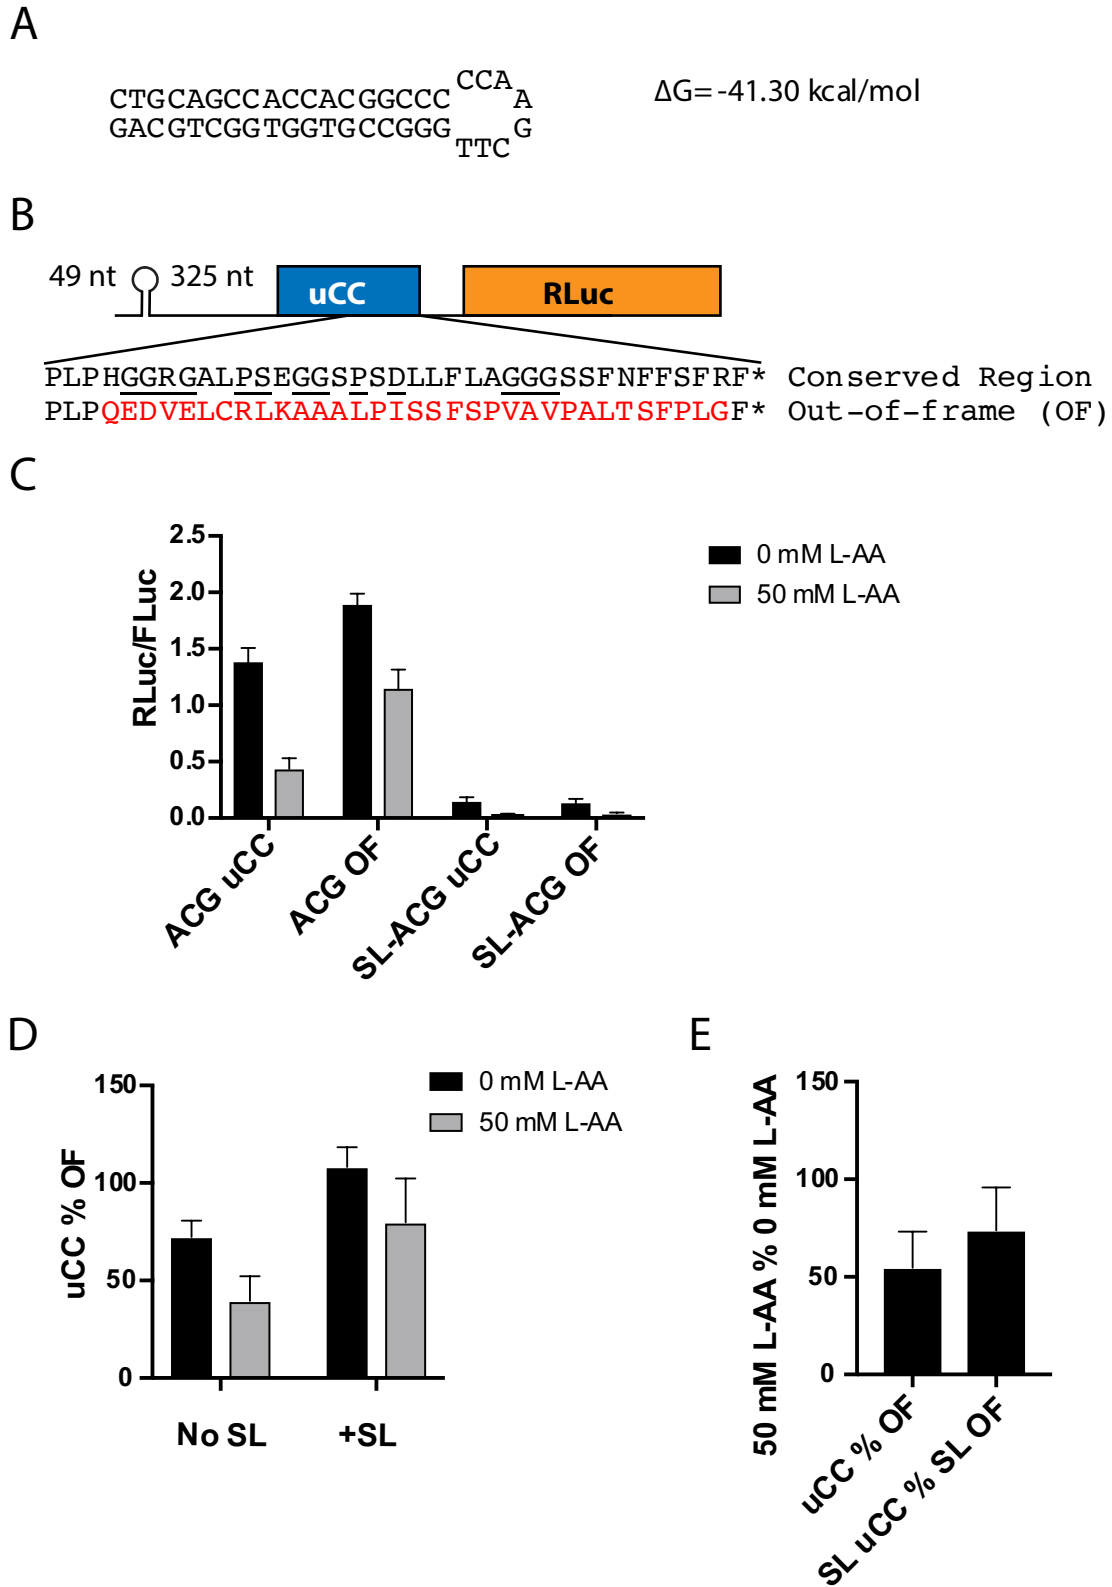 A
CTGCAGCCACCACGGCCC CCA A
GACGTCGGTGGTGCCGGG TTC G
ΔG= -41.30 kcal/mol
B
49 nt 325 nt
uCC RLuc
PLPHGGRGALPSEGGSPSDLLFLAGGGSSFNFFSFRF* Conserved Region
PLPQEDVELCRLKAAALPISSFSPVAVPALTSFPLGF* Out-of-frame (OF)
C
RLuc/FLuc
2.5
2.0
1.5
1.0
0.5
0.0
ACG uCC
ACG OF
SL-ACG uCC
SL-ACG OF
0 mM L-AA
50 mM L-AA
D
uCC % OF
150
100
50
0
No SL
+SL
0 mM L-AA
50 mM L-AA
E
50 mM L-AA % 0 mM L-AA
150
100
50
0
uCC % OF
SL uCC % SL OF